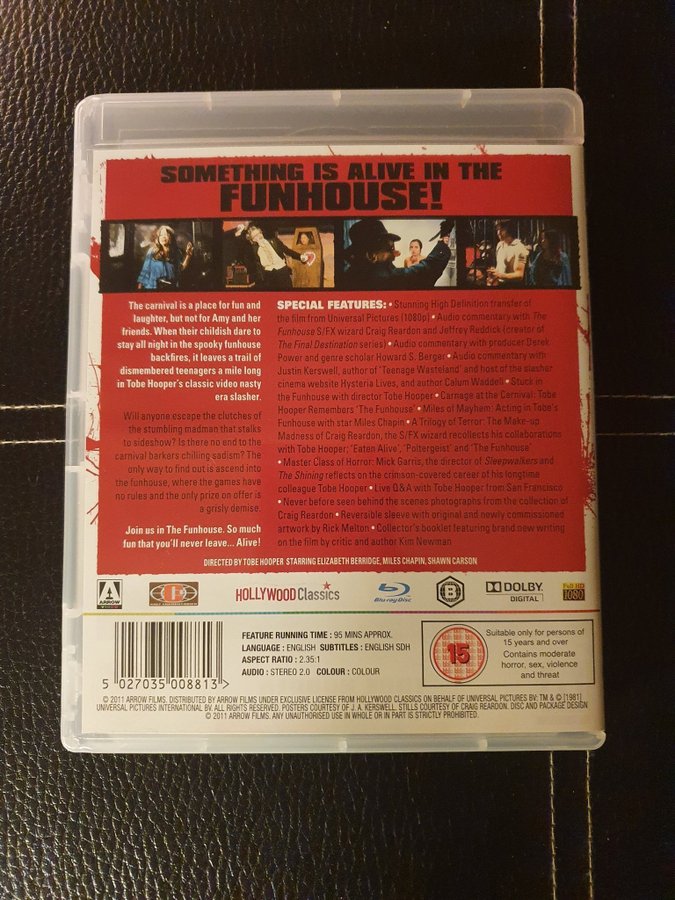 SOMETHING IS ALIVE IN THE
FUNHOUSE!
The carnival is a place for fun and
laughter, but not for Amy and her
friends. When their childish dare to
stay all night in the spooky funhouse
backfires, it leaves a trail of
dismembered teenagers a mile long
in Tobe Hooper's classic video nasty
era slasher.
Will anyone escape the clutches of
the stumbling madman that stalks
to sideshow? Is there no end to the
carnival barkers chilling sadism? The
only way to find out is ascend into
the funhouse, where the games have
no rules and the only prize on offer is
a grisly demise.
Join us in The Funhouse. So much
fun that you'll never leave... Alive!
SPECIAL FEATURES: • Stunning High Definition transfer of
the film from Universal Pictures (1080p) • Audio commentary with The
Funhouse S/FX wizard Craig Reardon and Jeffrey Reddick (creator of
The Final Destination series) • Audio commentary with producer Derek
Power and genre scholar Howard S. Berger • Audio commentary with
Justin Kerswell, author of 'Teenage Wasteland' and host of the slasher
cinema website Hysteria Lives, and author Calum Waddell • Stuck in
the Funhouse with director Tobe Hooper • Carnage at the Carnival: Tobe
Hooper Remembers 'The Funhouse' • Miles of Mayhem: Acting in Tobe's
Funhouse with star Miles Chapin • A Trilogy of Terror: The Make-up
Madness of Craig Reardon, the S/FX wizard recollects his collaborations
with Tobe Hooper; 'Eaten Alive', 'Poltergeist' and 'The Funhouse'
• Master Class of Horror: Mick Garris, the director of Sleepwalkers and
The Shining reflects on the crimson-covered career of his longtime
colleague Tobe Hooper • Live Q&A with Tobe Hooper from San Francisco
• Never before seen behind the scenes photographs from the collection of
Craig Reardon • Reversible sleeve with original and newly commissioned
artwork by Rick Melton • Collector's booklet featuring brand new writing
on the film by critic and author Kim Newman
DIRECTED BY TOBE HOOPER STARRING ELIZABETH BERRIDGE, MILES CHAPIN, SHAWN CARSON
ARROW
VIDEO
HOLLYWOOD Classics
Blu-ray Disc
B
DOLBY
DIGITAL
Full HD
1080
5 027035 008813 >
FEATURE RUNNING TIME : 95 MINS APPROX.
LANGUAGE : ENGLISH SUBTITLES : ENGLISH SDH
ASPECT RATIO : 2.35:1
AUDIO : STEREO 2.0 COLOUR : COLOUR
15
Suitable only for persons of
15 years and over
Contains moderate
horror, sex, violence
and threat
© 2011 ARROW FILMS. DISTRIBUTED BY ARROW FILMS UNDER EXCLUSIVE LICENSE FROM HOLLYWOOD CLASSICS ON BEHALF OF UNIVERSAL PICTURES BV: TM & © [1981]
UNIVERSAL PICTURES INTERNATIONAL BV. ALL RIGHTS RESERVED. POSTERS COURTESY OF J. A. KERSWELL. STILLS COURTESY OF CRAIG REARDON. DISC AND PACKAGE DESIGN
© 2011 ARROW FILMS. ANY UNAUTHORISED USE IN WHOLE OR IN PART IS STRICTLY PROHIBITED.